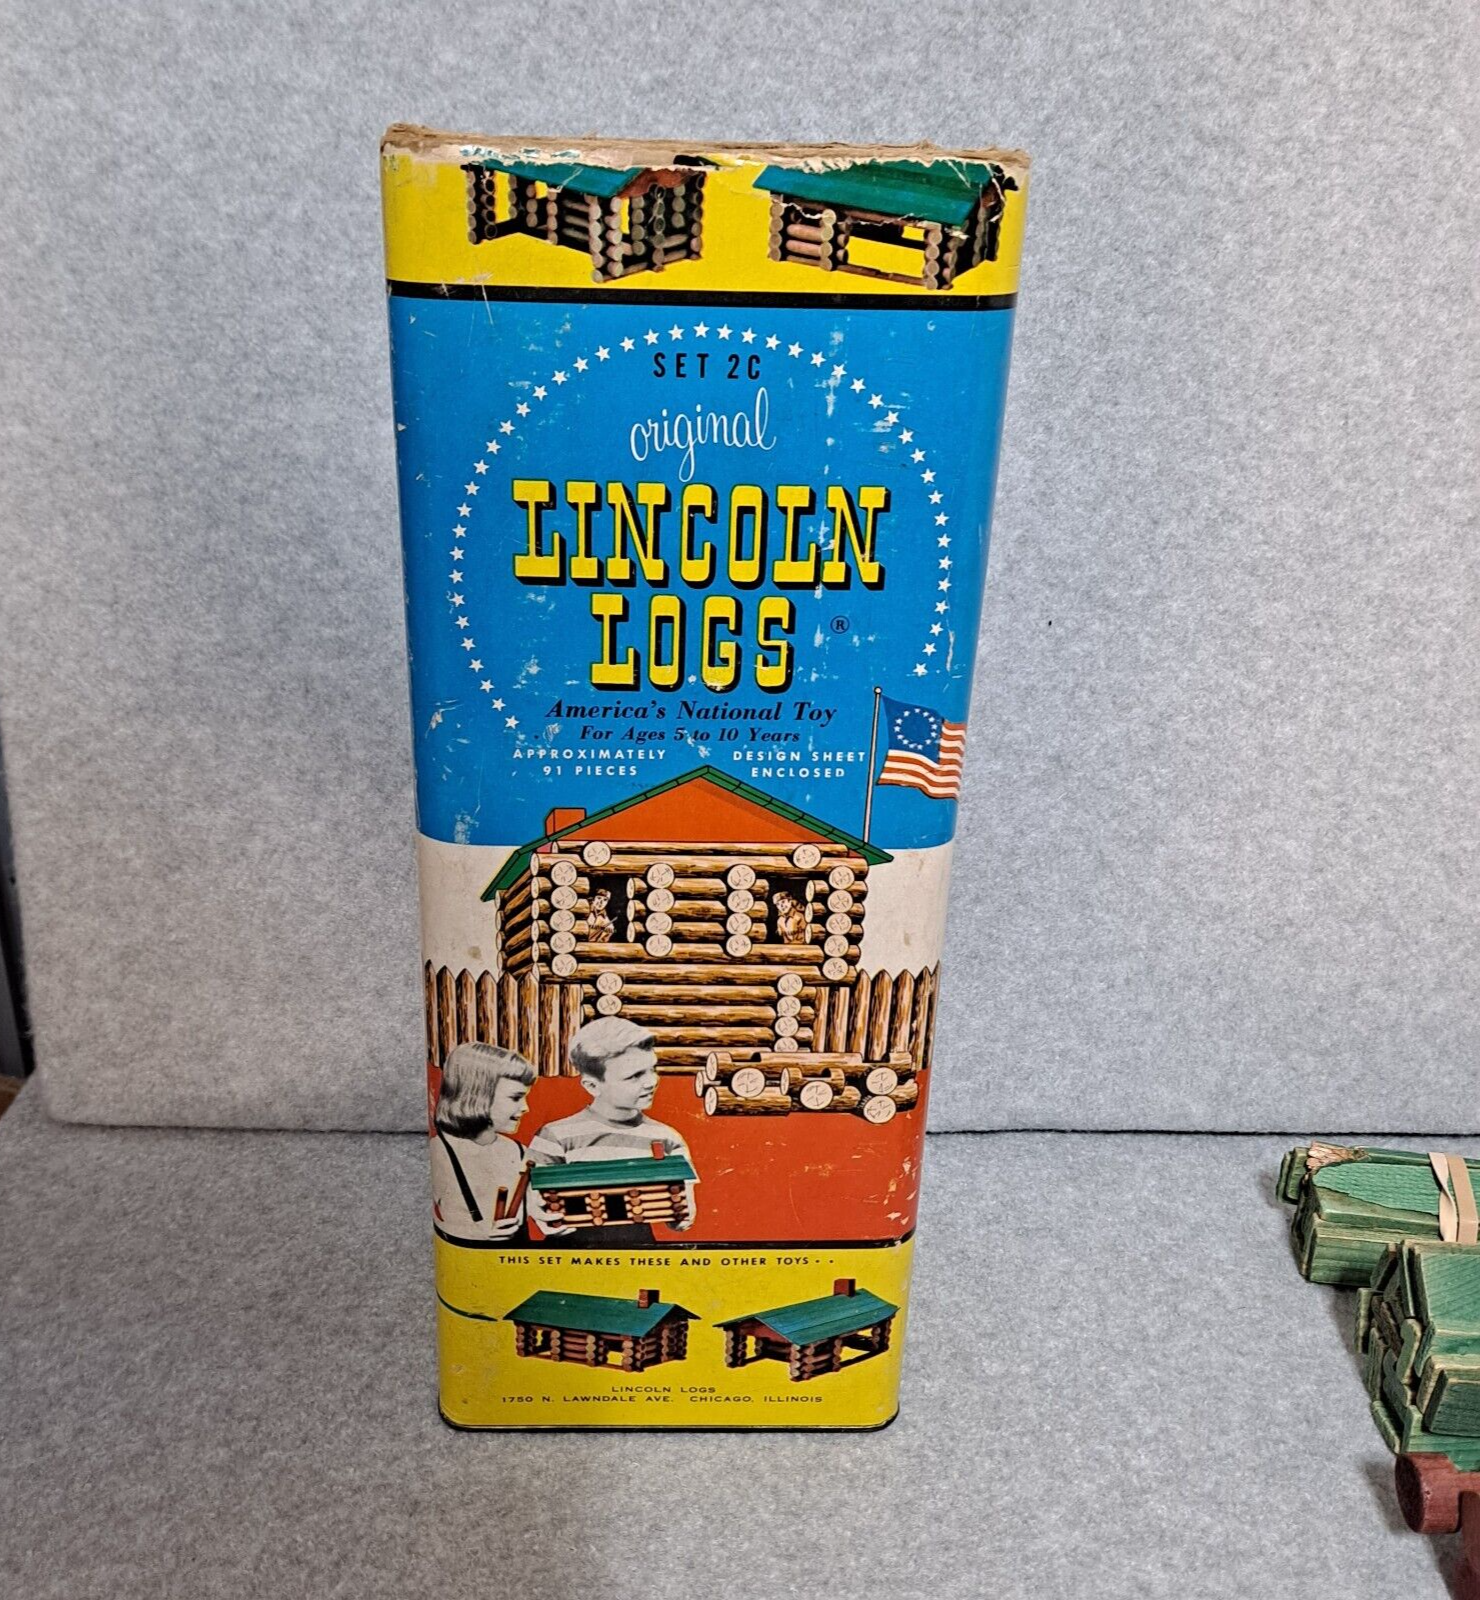 SET 2C
original
LINCOLN
LOGS ®
America's National Toy
For Ages 5 to 10 Years
APPROXIMATELY
91 PIECES
DESIGN SHEET
ENCLOSED
THIS SET MAKES THESE AND OTHER TOYS . .
LINCOLN LOGS
1750 N. LAWNDALE AVE. CHICAGO, ILLINOIS